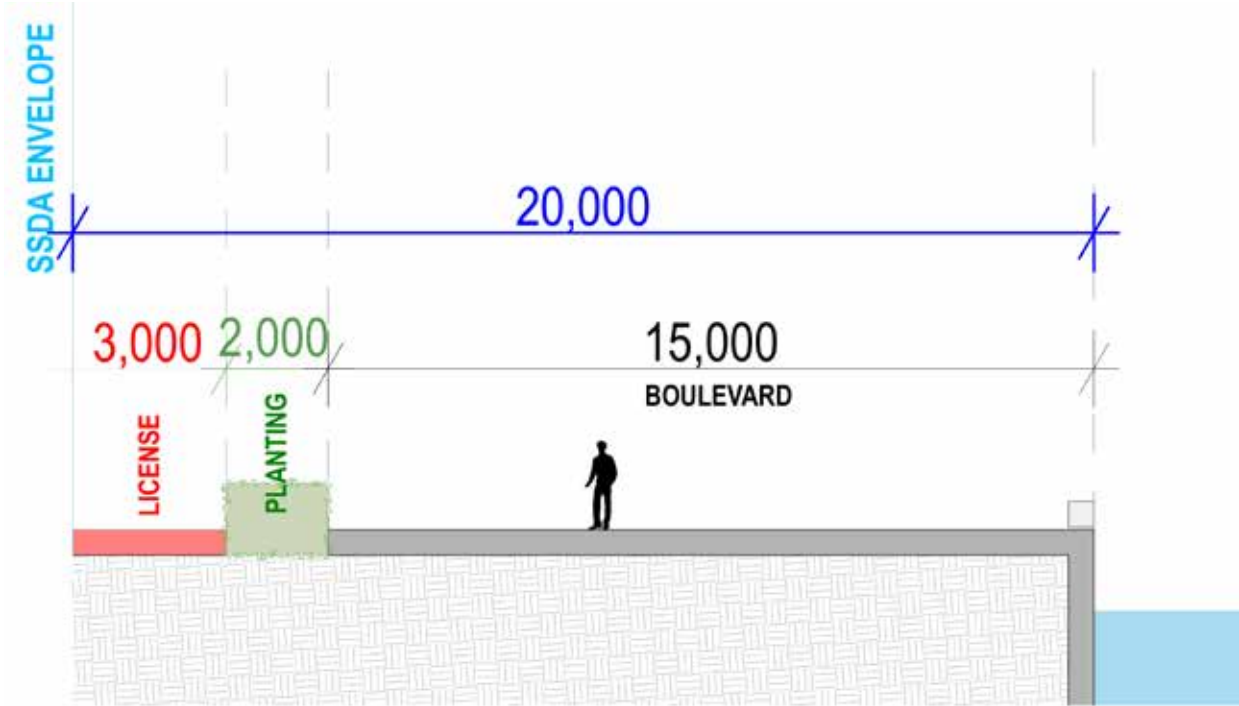 SSDA ENVELOPE
20,000
3,000
2,000
15,000
BOULEVARD
LICENSE
PLANTING